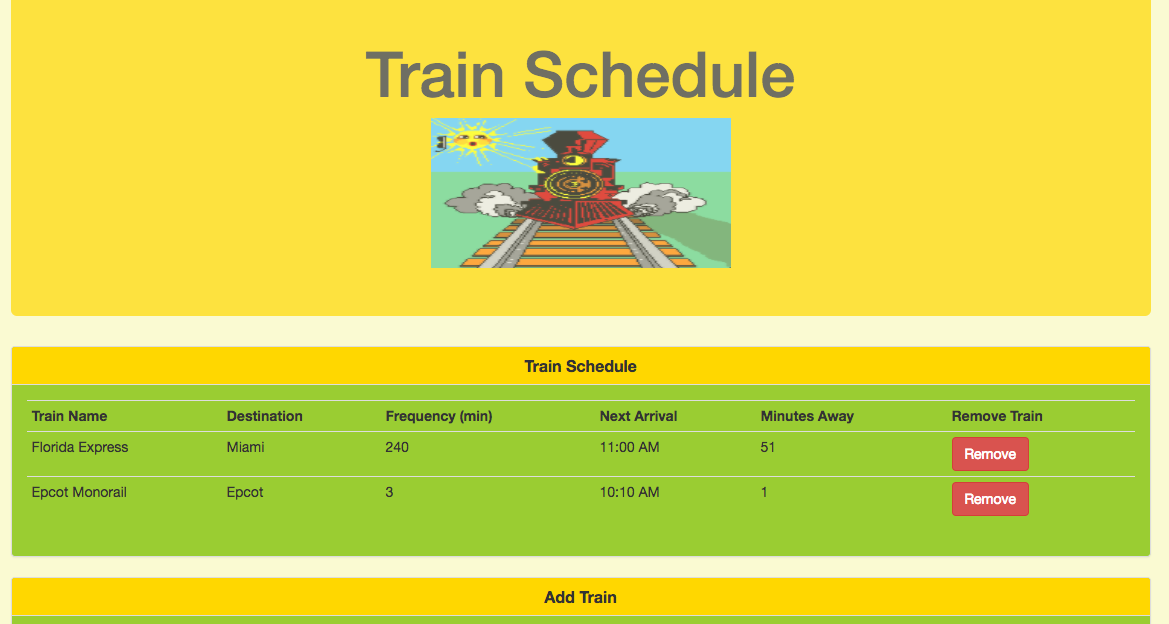 Train Schedule
Train Schedule
Train Name Destination Frequency (min) Next Arrival Minutes Away Remove Train
Florida Express Miami 240 11:00 AM 51 Remove
Epcot Monorail Epcot 3 10:10 AM 1 Remove
Add Train